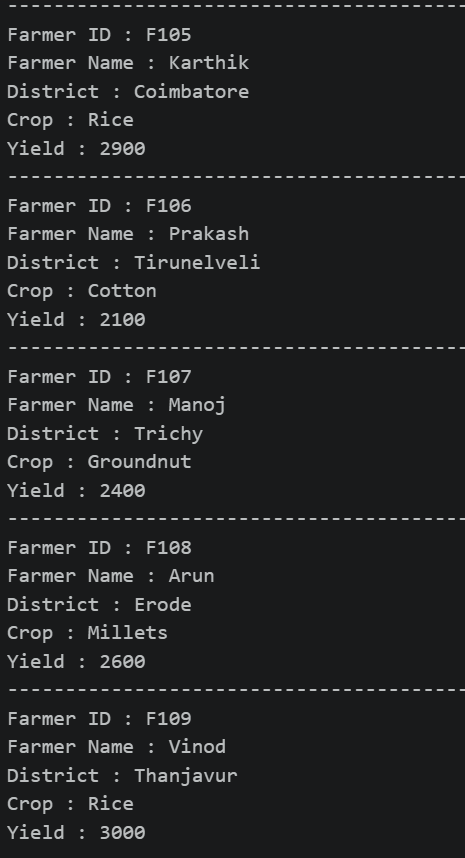 ----------------------------------------
Farmer ID : F105
Farmer Name : Karthik
District : Coimbatore
Crop : Rice
Yield : 2900
----------------------------------------
Farmer ID : F106
Farmer Name : Prakash
District : Tirunelveli
Crop : Cotton
Yield : 2100
----------------------------------------
Farmer ID : F107
Farmer Name : Manoj
District : Trichy
Crop : Groundnut
Yield : 2400
----------------------------------------
Farmer ID : F108
Farmer Name : Arun
District : Erode
Crop : Millets
Yield : 2600
----------------------------------------
Farmer ID : F109
Farmer Name : Vinod
District : Thanjavur
Crop : Rice
Yield : 3000